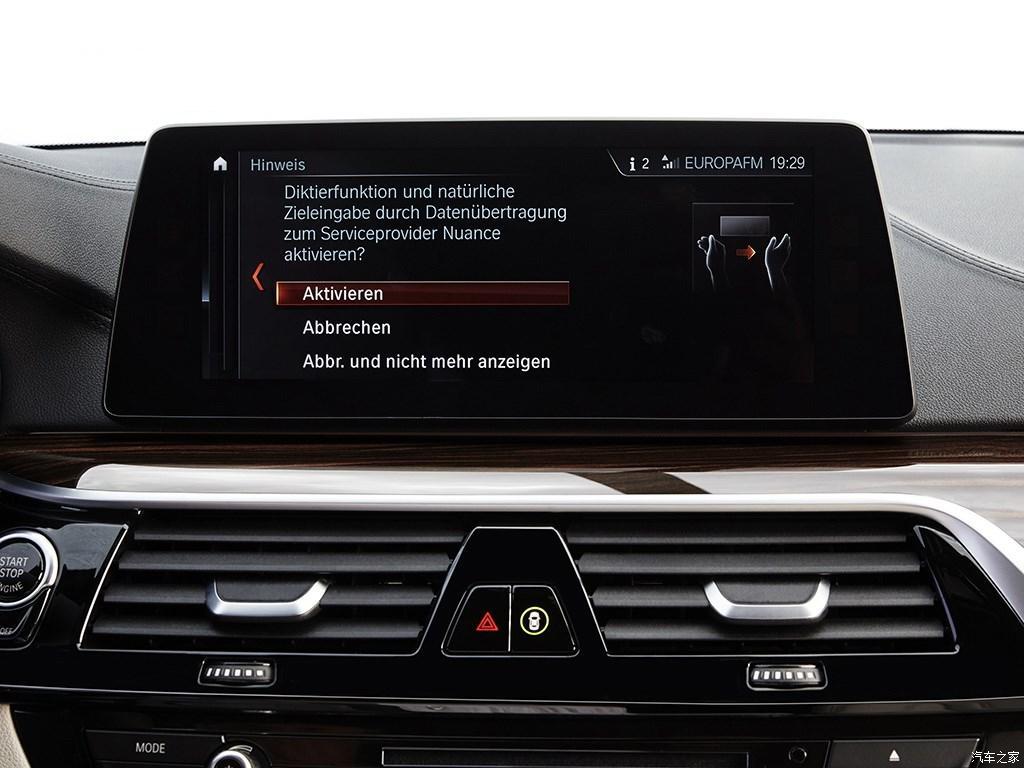 Hinweis
i 2 EUROPAFM 19:29
Diktierfunktion und natürliche
Zieleingabe durch Datenübertragung
zum Serviceprovider Nuance
aktivieren?
Aktivieren
Abbrechen
Abbr. und nicht mehr anzeigen
START
STOP
ENGINE
OFF
MODE
汽车之家